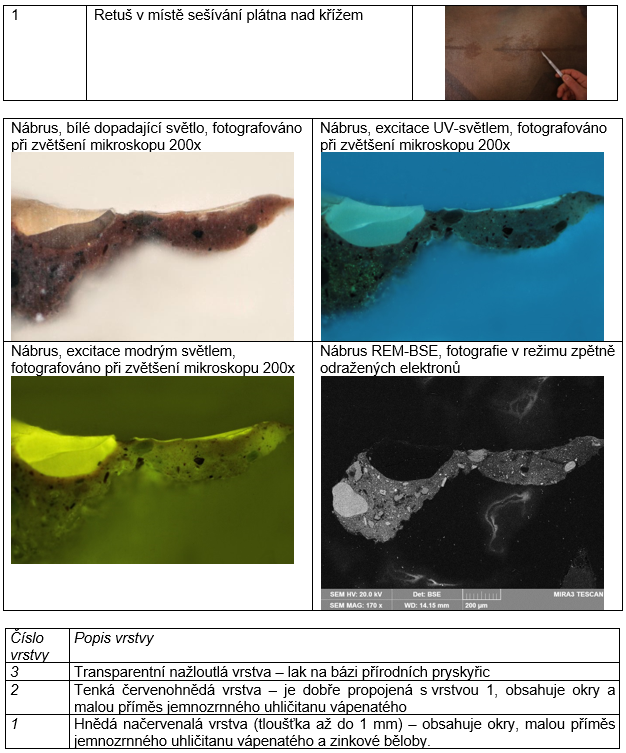 1
Retuš v místě sešívání plátna nad křížem
Nábrus, bílé dopadající světlo, fotografováno
při zvětšení mikroskopu 200x
Nábrus, excitace UV-světlem, fotografováno
při zvětšení mikroskopu 200x
Nábrus, excitace modrým světlem,
fotografováno při zvětšení mikroskopu 200x
Nábrus REM-BSE, fotografie v režimu zpětně
odražených elektronů
SEM HV: 20.0 kV Det: BSE MIRA3 TESCAN
SEM MAG: 170 x WD: 14.15 mm 200 µm
Číslo
vrstvy
Popis vrstvy
3
Transparentní nažloutlá vrstva – lak na bázi přírodních pryskyřic
2
Tenká červenohnědá vrstva – je dobře propojená s vrstvou 1, obsahuje okry a
malou příměs jemnozrnného uhličitanu vápenatého
1
Hnědá načervenalá vrstva (tloušťka až do 1 mm) – obsahuje okry, malou příměs
jemnozrnného uhličitanu vápenatého a zinkové běloby.